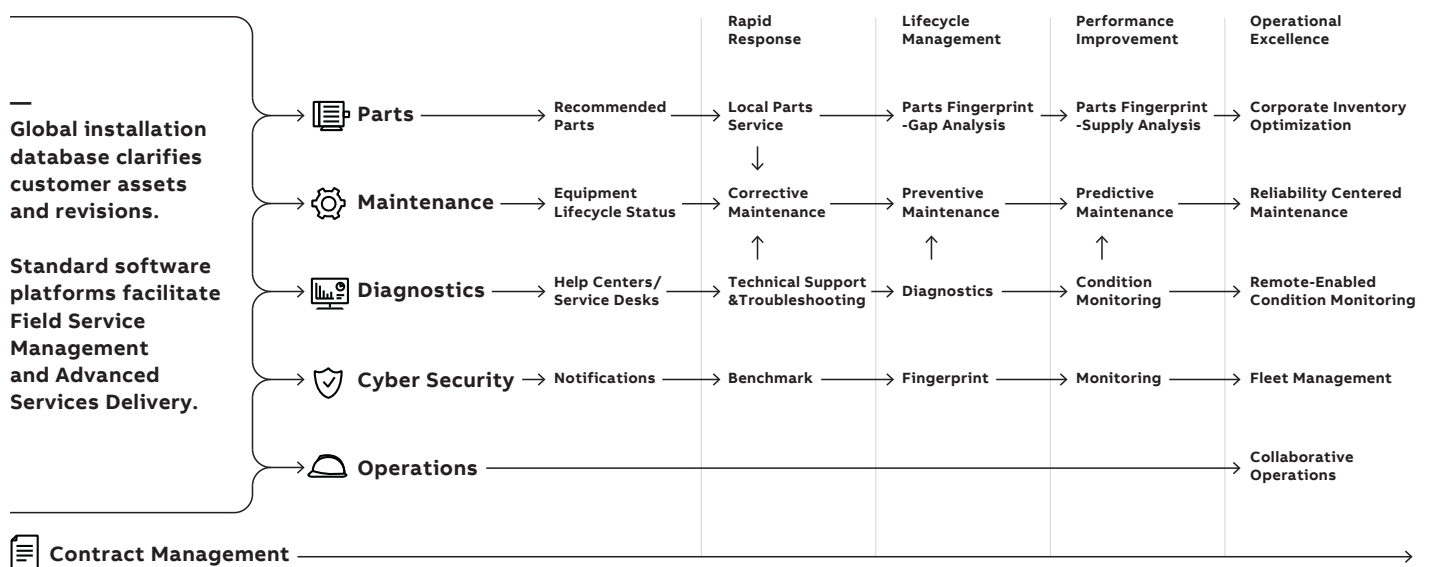 Rapid
Response
Lifecycle
Management
Performance
Improvement
Operational
Excellence
—
Global installation
database clarifies
customer assets
and revisions.
Standard software
platforms facilitate
Field Service
Management
and Advanced
Services Delivery.
Parts
Recommended
Parts
Local Parts
Service
Parts Fingerprint
-Gap Analysis
Parts Fingerprint
-Supply Analysis
Corporate Inventory
Optimization
Maintenance
Equipment
Lifecycle Status
Corrective
Maintenance
Preventive
Maintenance
Predictive
Maintenance
Reliability Centered
Maintenance
Diagnostics
Help Centers/
Service Desks
Technical Support
&Troubleshooting
Diagnostics
Condition
Monitoring
Remote-Enabled
Condition Monitoring
Cyber Security
Notifications
Benchmark
Fingerprint
Monitoring
Fleet Management
Operations
Collaborative
Operations
Contract Management